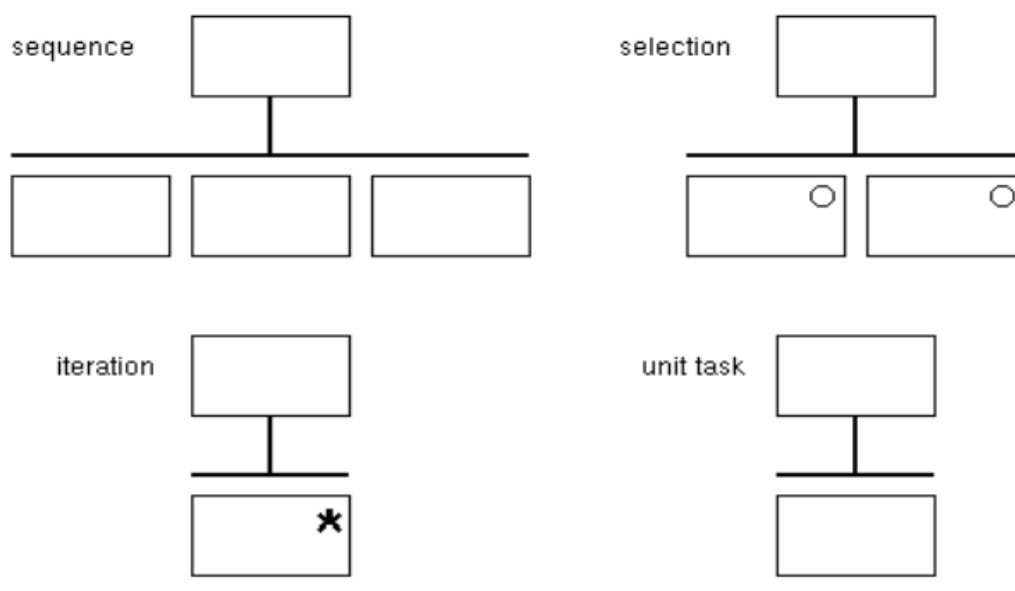 sequence
selection
iteration
*
unit task